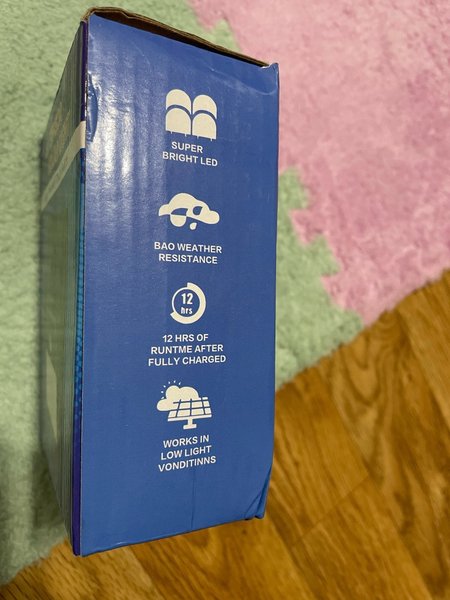 SUPER
BRIGHT LED
BAO WEATHER
RESISTANCE
12
hrs
12 HRS OF
RUNTME AFTER
FULLY CHARGED
WORKS IN
LOW LIGHT
VONDITINNS